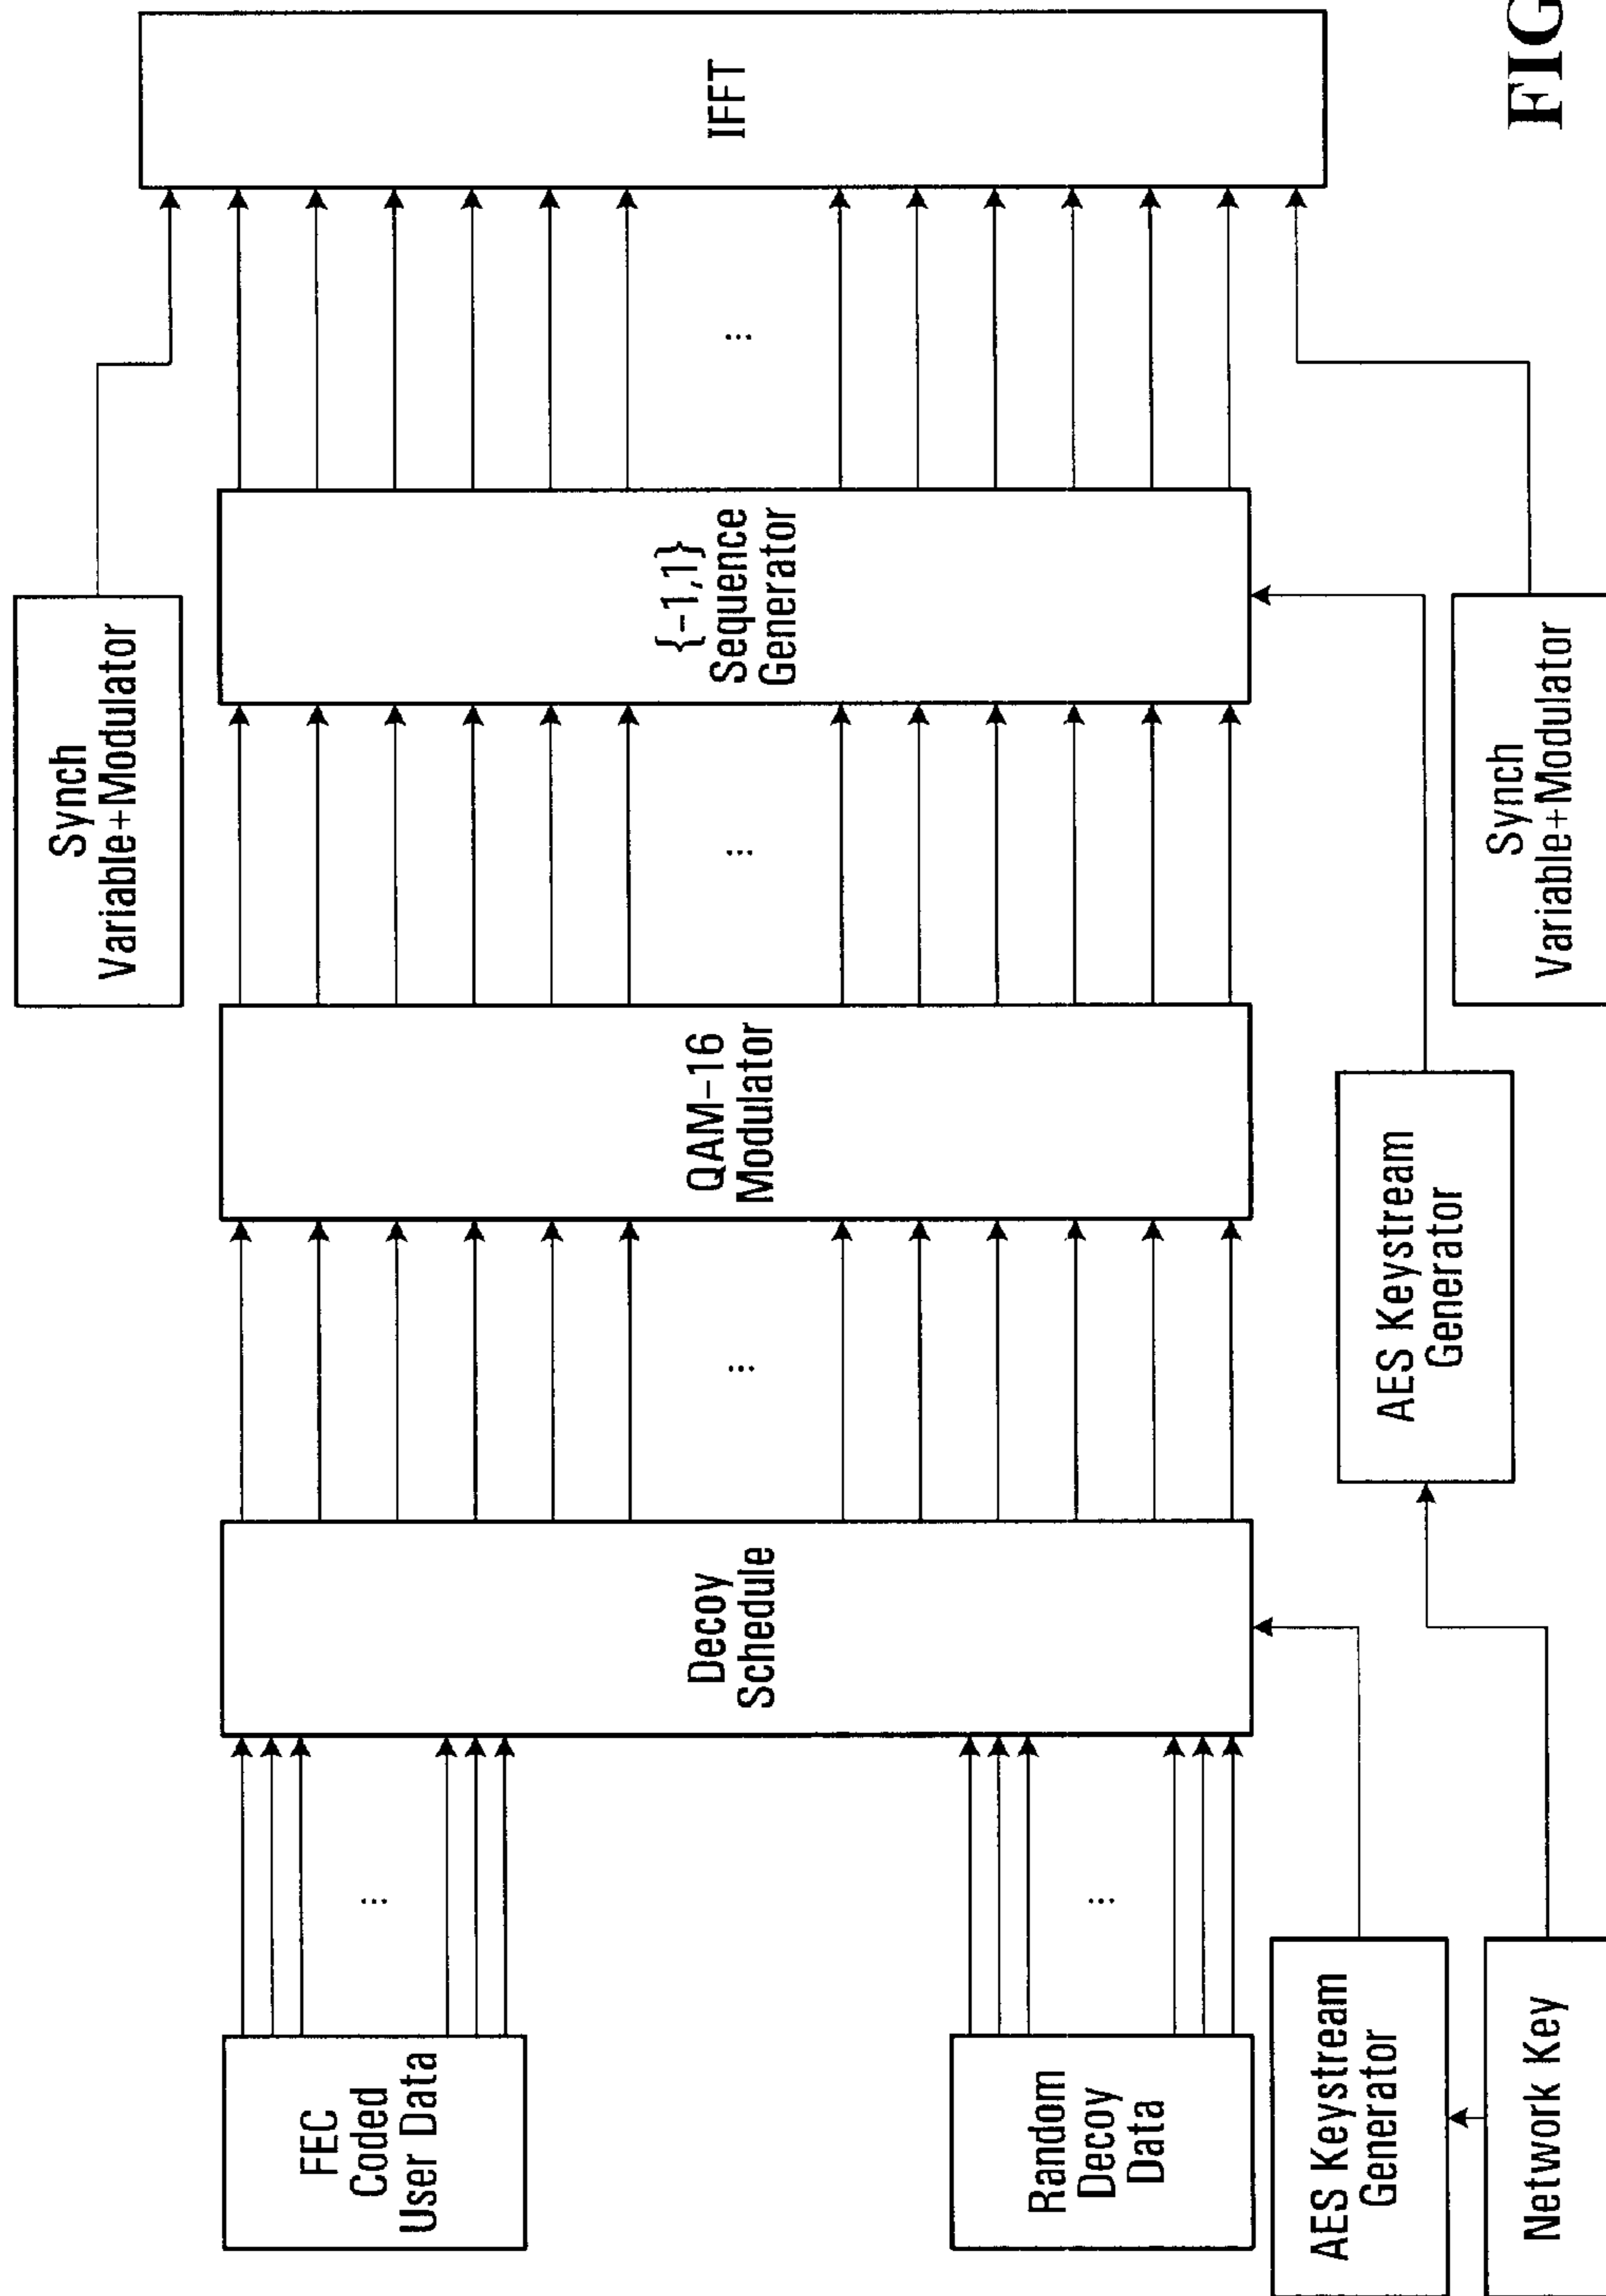 FEC
Coded
User Data
Random
Decoy
Data
AES Keystream
Generator
Network Key
Decoy
Schedule
AES Keystream
Generator
QAM-16
Modulator
Synch
Variable+Modulator
{-1,1}
Sequence
Generator
Synch
Variable+Modulator
IFFT
FIG